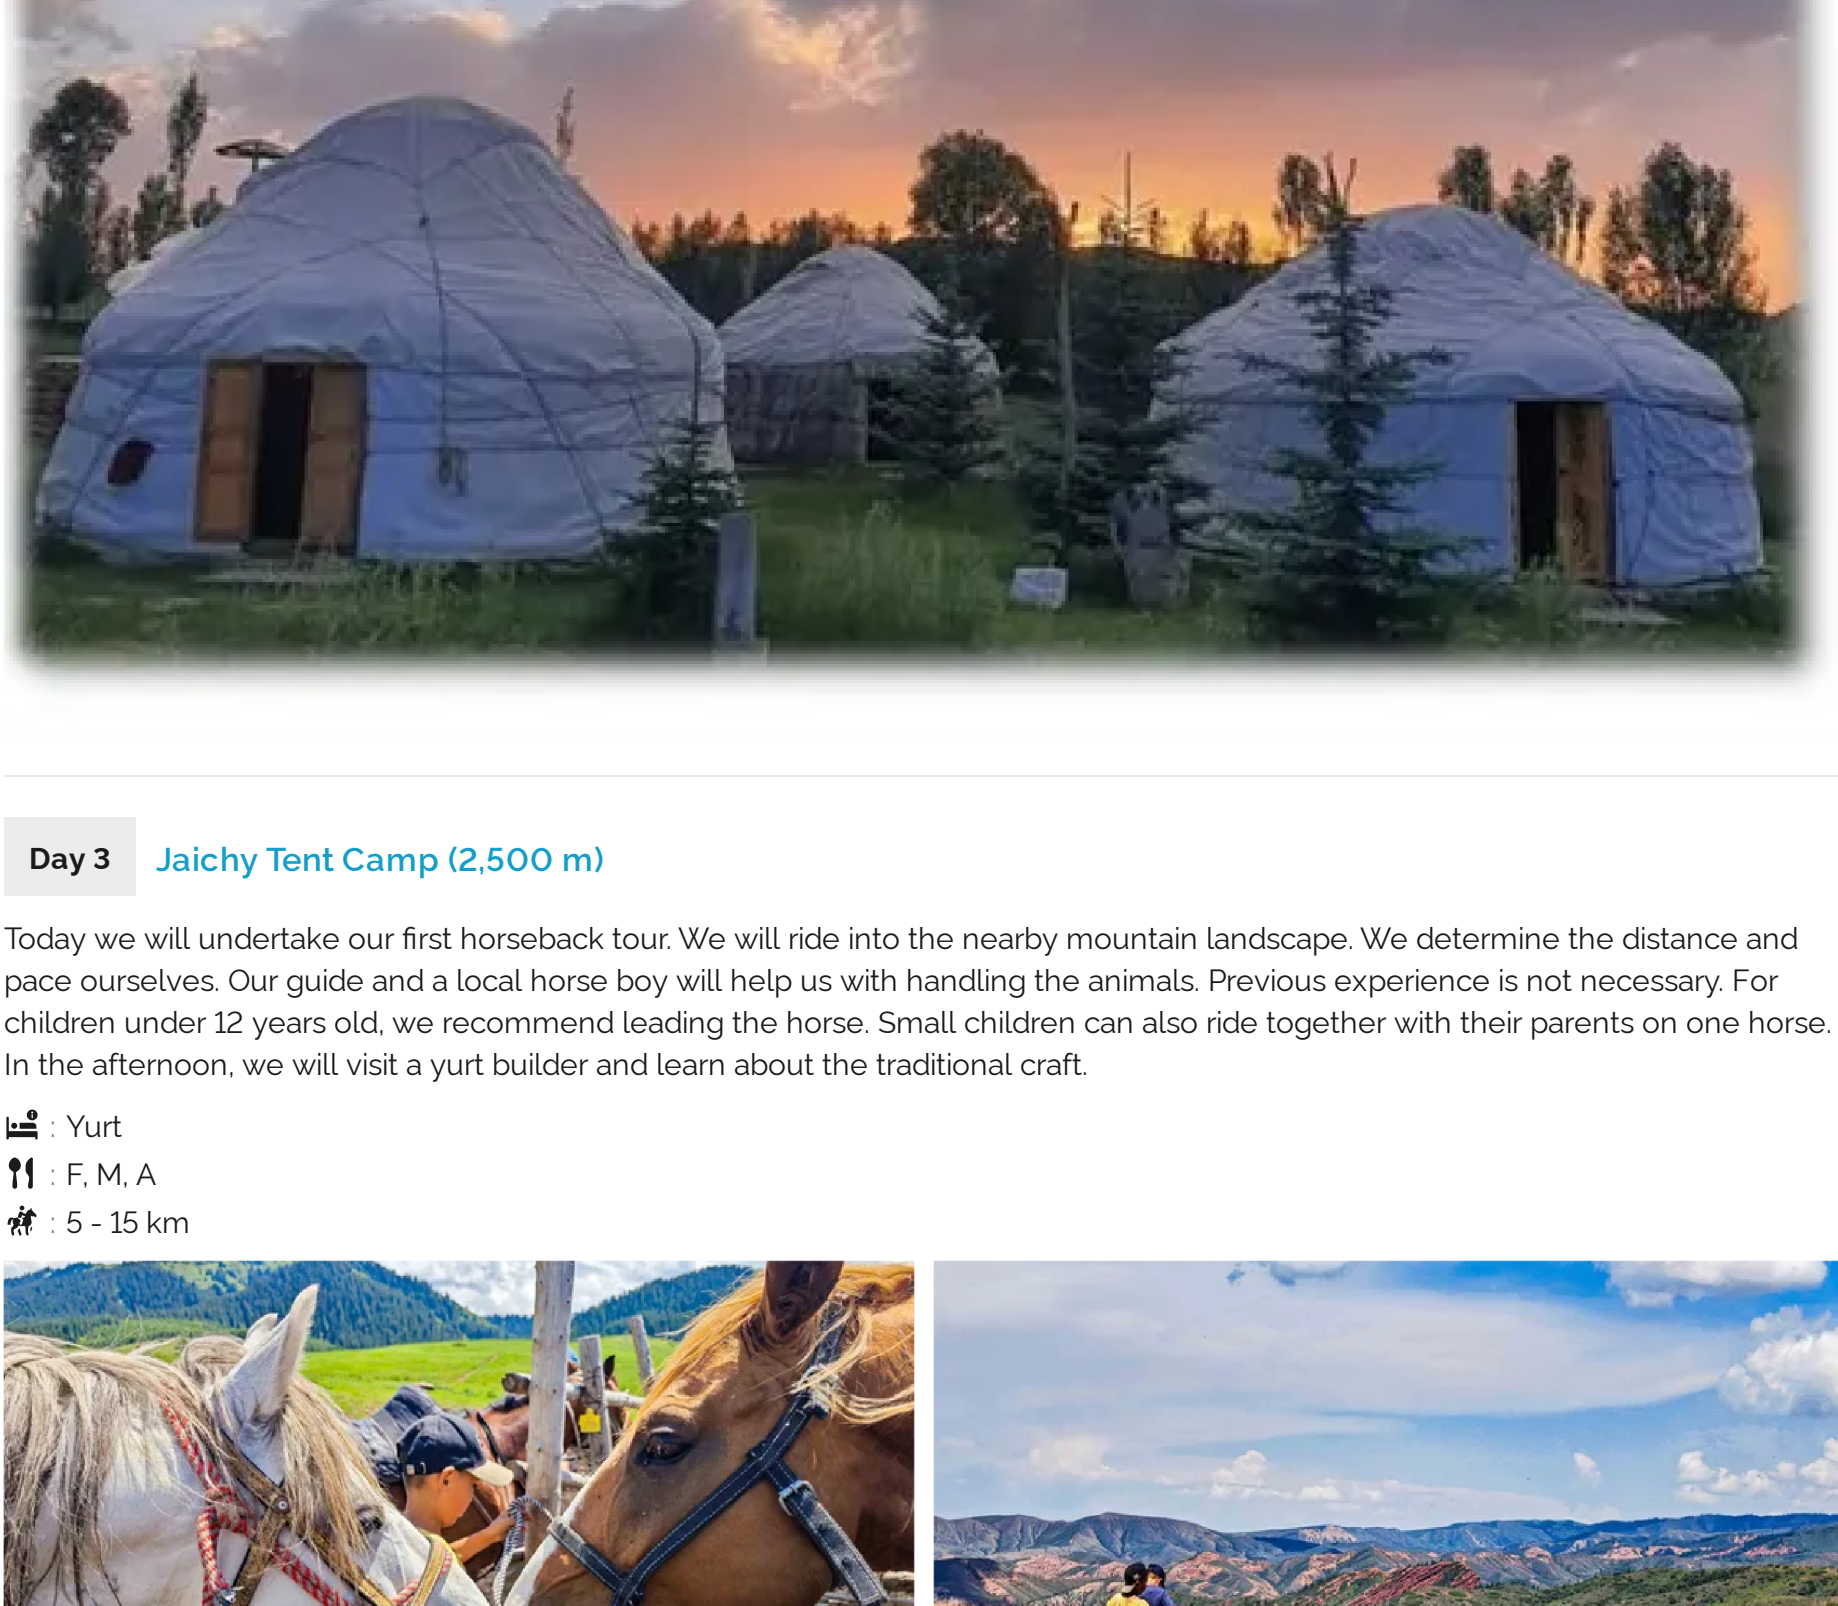 Day 3
Jaichy Tent Camp (2,500 m)
Today we will undertake our first horseback tour. We will ride into the nearby mountain landscape. We determine the distance and
pace ourselves. Our guide and a local horse boy will help us with handling the animals. Previous experience is not necessary. For
children under 12 years old, we recommend leading the horse. Small children can also ride together with their parents on one horse.
In the afternoon, we will visit a yurt builder and learn about the traditional craft.
: Yurt
: F, M, A
: 5 - 15 km